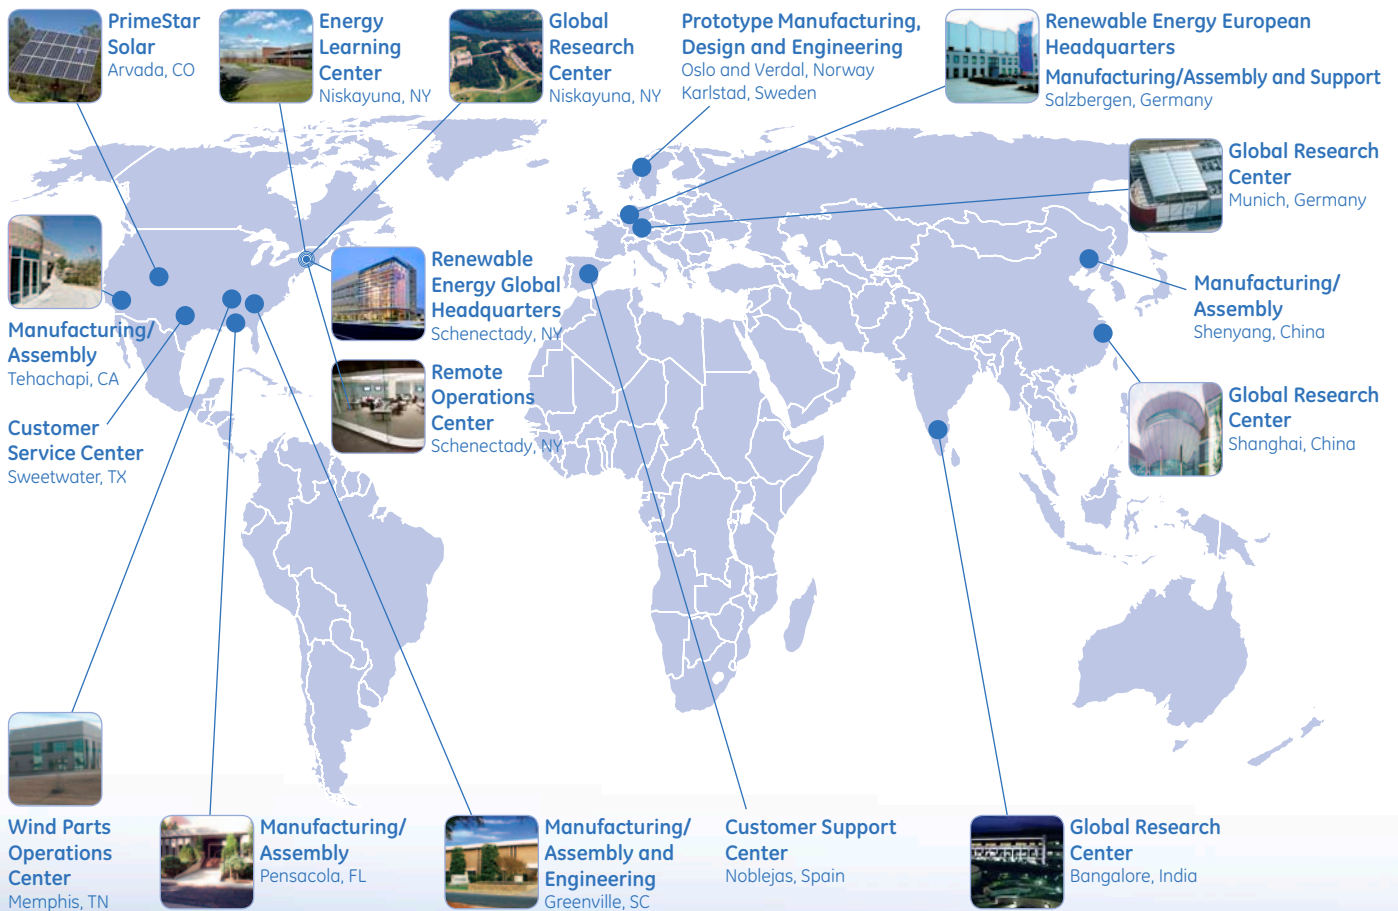 PrimeStar
Solar
Arvada, CO
Energy
Learning
Center
Niskayuna, NY
Global
Research
Center
Niskayuna, NY
Prototype Manufacturing,
Design and Engineering
Oslo and Verdal, Norway
Karlstad, Sweden
Renewable Energy European
Headquarters
Manufacturing/Assembly and Support
Salzbergen, Germany
Global Research
Center
Munich, Germany
Renewable
Energy Global
Headquarters
Schenectady, NY
Manufacturing/
Assembly
Shenyang, China
Manufacturing/
Assembly
Tehachapi, CA
Remote
Operations
Center
Schenectady, NY
Global Research
Center
Shanghai, China
Customer
Service Center
Sweetwater, TX
Wind Parts
Operations
Center
Memphis, TN
Manufacturing/
Assembly
Pensacola, FL
Manufacturing/
Assembly and
Engineering
Greenville, SC
Customer Support
Center
Noblejas, Spain
Global Research
Center
Bangalore, India